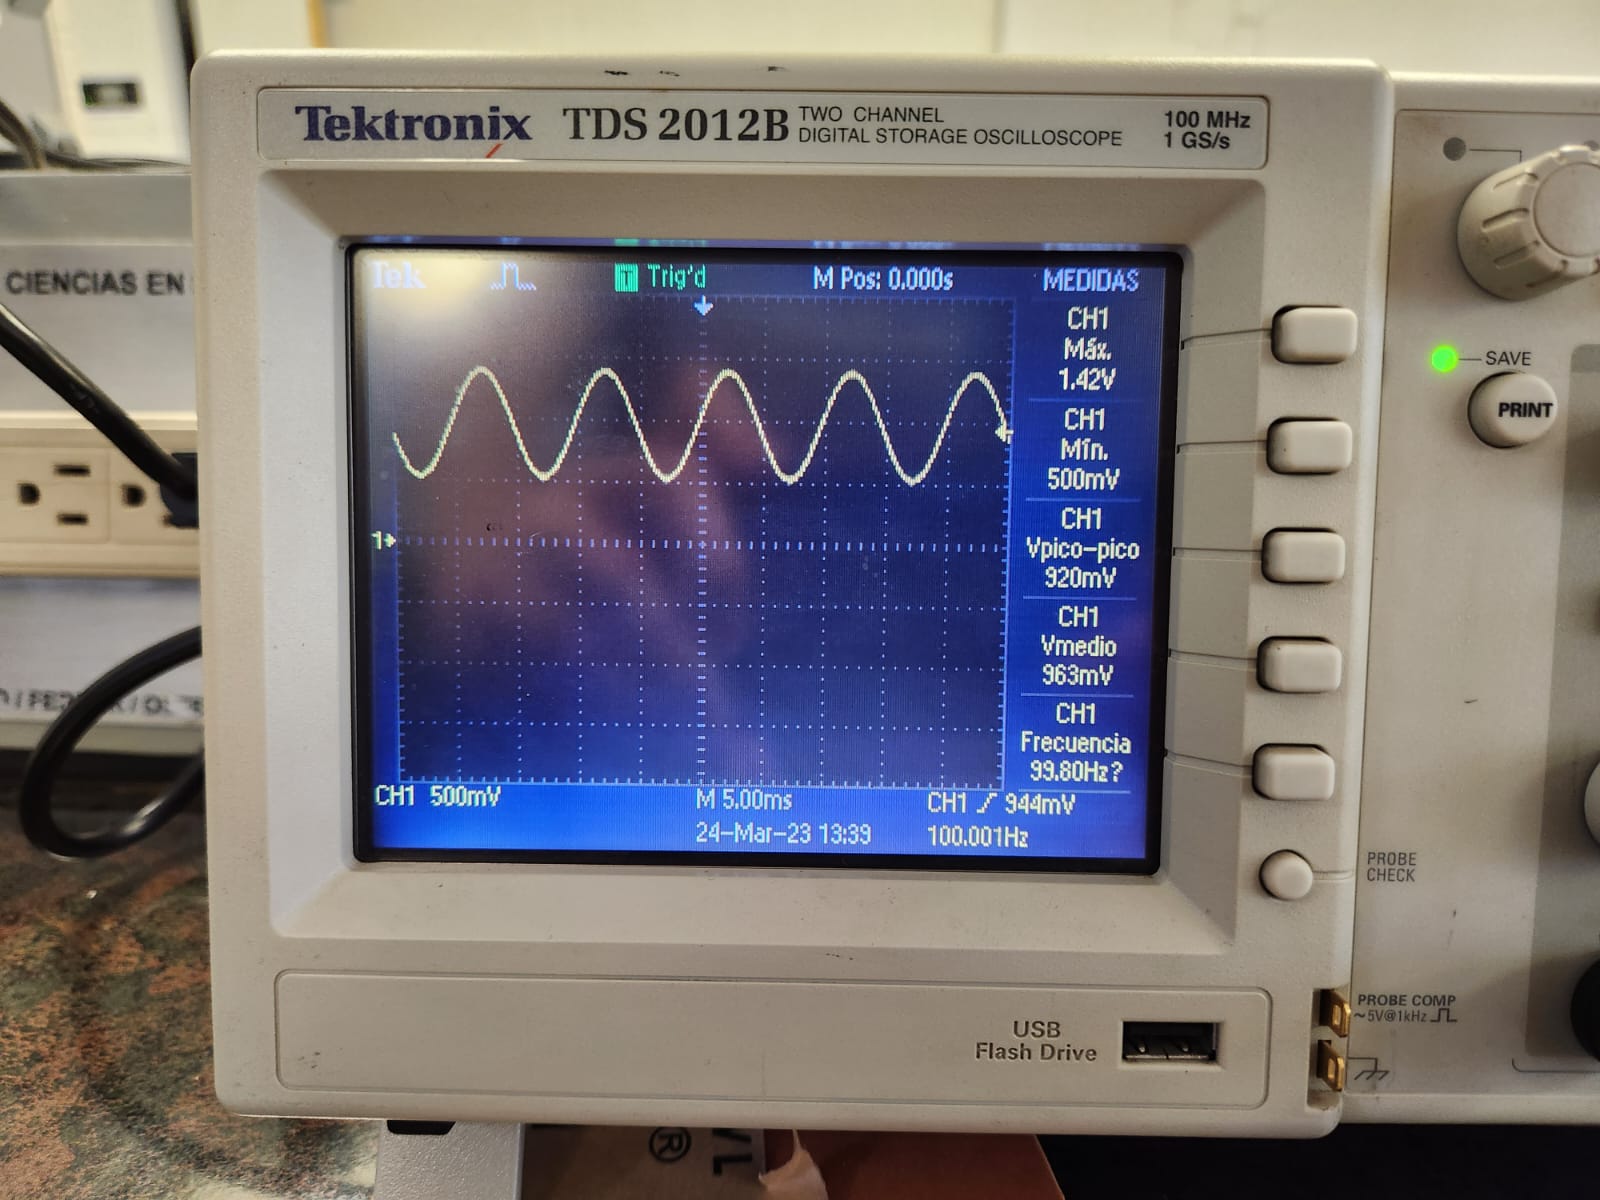 Tektronix TDS 2012B TWO CHANNEL
DIGITAL STORAGE OSCILLOSCOPE
100 MHz
1 GS/s
CIENCIAS EN
Tek
T Trig'd
M Pos: 0.000s
MEDIDAS
CH1
Máx.
1.42V
CH1
Mín.
500mV
CH1
Vpico-pico
920mV
CH1
Vmedio
963mV
CH1
Frecuencia
99.80Hz?
1
CH1 500mV
M 5.00ms
CH1 944mV
24-Mar-23 13:39
100.001Hz
SAVE
PRINT
PROBE
CHECK
PROBE COMP
~5V@1kHz
USB
Flash Drive
®